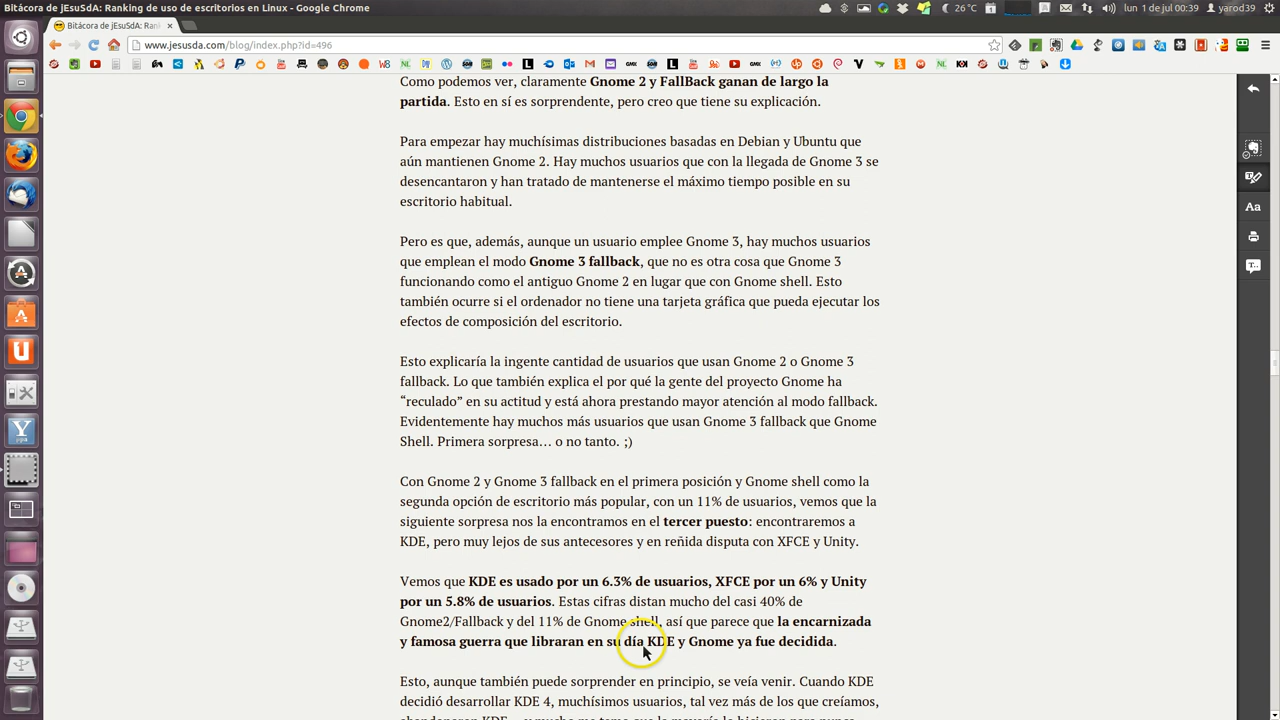 Bitácora de jEsuSdA: Ranking de uso de escritorios en Linux - Google Chrome
26°C
lun 1 de jul 00:39
yarod39
Bitácora de jEsuSdA: Ran
www.jesusda.com/blog/index.php?id=496
Como podemos ver, claramente Gnome 2 y FallBack ganan de largo la
partida. Esto en sí es sorprendente, pero creo que tiene su explicación.
Para empezar hay muchísimas distribuciones basadas en Debian y Ubuntu que
aún mantienen Gnome 2. Hay muchos usuarios que con la llegada de Gnome 3 se
desencantaron y han tratado de mantenerse el máximo tiempo posible en su
escritorio habitual.
Pero es que, además, aunque un usuario emplee Gnome 3, hay muchos usuarios
que emplean el modo Gnome 3 fallback, que no es otra cosa que Gnome 3
funcionando como el antiguo Gnome 2 en lugar que con Gnome shell. Esto
también ocurre si el ordenador no tiene una tarjeta gráfica que pueda ejecutar los
efectos de composición del escritorio.
Esto explicaría la ingente cantidad de usuarios que usan Gnome 2 o Gnome 3
fallback. Lo que también explica el por qué la gente del proyecto Gnome ha
“reculado” en su actitud y está ahora prestando mayor atención al modo fallback.
Evidentemente hay muchos más usuarios que usan Gnome 3 fallback que Gnome
Shell. Primera sorpresa… o no tanto. ;)
Con Gnome 2 y Gnome 3 fallback en el primera posición y Gnome shell como la
segunda opción de escritorio más popular, con un 11% de usuarios, vemos que la
siguiente sorpresa nos la encontramos en el tercer puesto: encontraremos a
KDE, pero muy lejos de sus antecesores y en reñida disputa con XFCE y Unity.
Vemos que KDE es usado por un 6.3% de usuarios, XFCE por un 6% y Unity
por un 5.8% de usuarios. Estas cifras distan mucho del casi 40% de
Gnome2/Fallback y del 11% de Gnome shell, así que parece que la encarnizada
y famosa guerra que libraran en su día KDE y Gnome ya fue decidida.
Esto, aunque también puede sorprender en principio, se veía venir. Cuando KDE
decidió desarrollar KDE 4, muchísimos usuarios, tal vez más de los que creíamos,
Aa